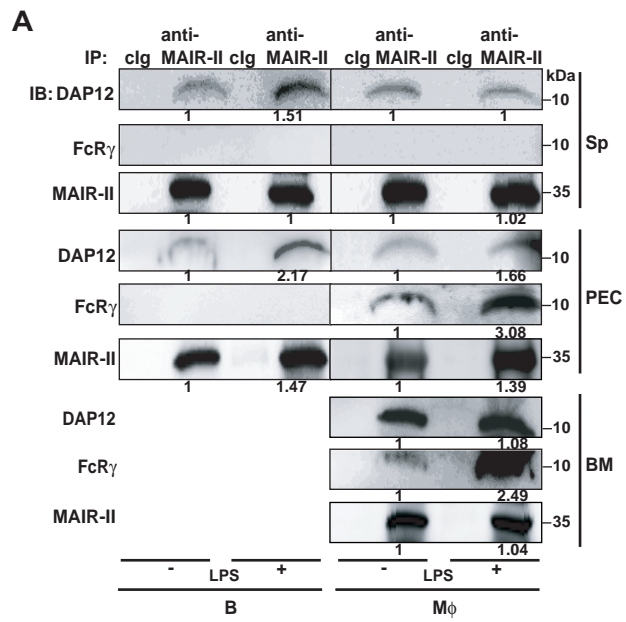 A
anti- anti- anti- anti-
IP: cIg MAIR-II cIg MAIR-II cIg MAIR-II cIg MAIR-II
kDa
IB: DAP12 –10
1 1.51 1 1
FcRγ –10
Sp
MAIR-II –35
1 1 1 1.02
DAP12 –10
1 2.17 1 1.66
FcRγ –10
PEC
1 3.08
MAIR-II –35
1 1.47 1 1.39
DAP12 –10
1 1.08
FcRγ –10
BM
1 2.49
MAIR-II –35
1 1.04
- + - +
LPS LPS
B Mϕ